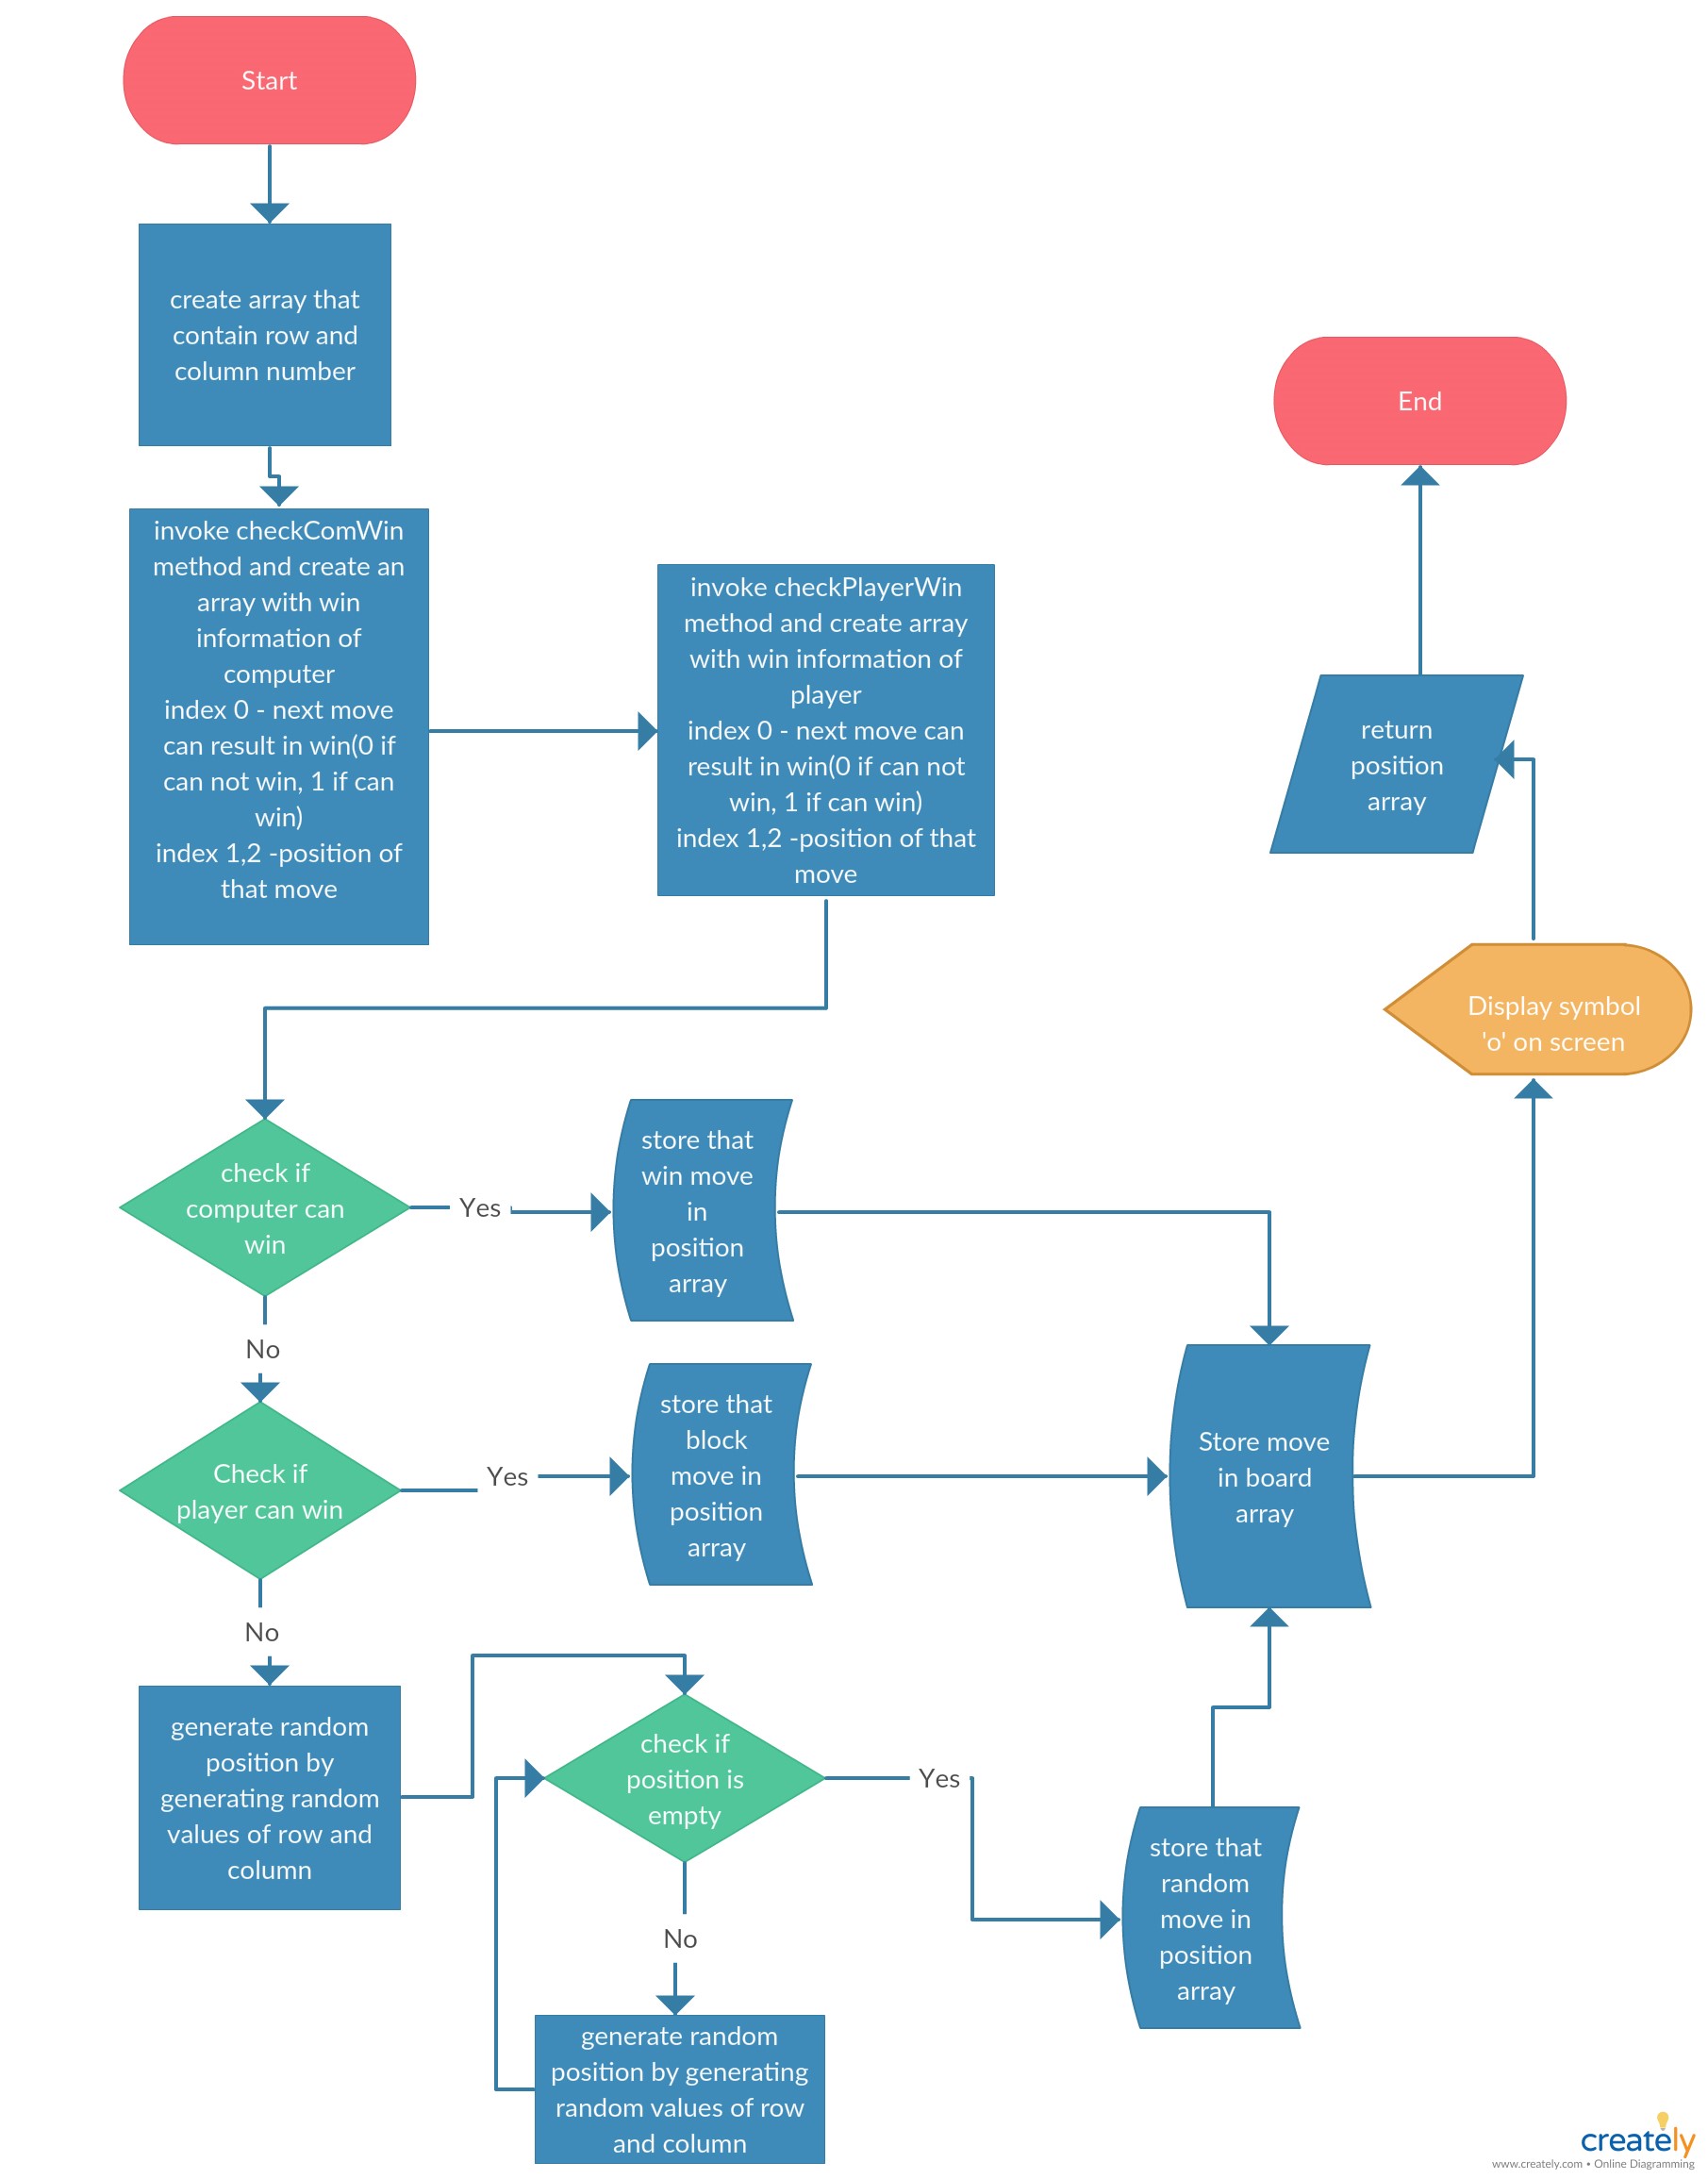 Start
create array that
contain row and
column number
invoke checkComWin
method and create an
array with win
information of
computer
index 0 - next move
can result in win(0 if
can not win, 1 if can
win)
index 1,2 -position of
that move
invoke checkPlayerWin
method and create array
with win information of
player
index 0 - next move can
result in win(0 if can not
win, 1 if can win)
index 1,2 -position of that
move
check if
computer can
win
Yes
store that
win move
in
position
array
No
Check if
player can win
Yes
store that
block
move in
position
array
No
generate random
position by
generating random
values of row and
column
check if
position is
empty
Yes
No
generate random
position by generating
random values of row
and column
store that
random
move in
position
array
Store move
in board
array
Display symbol
'o' on screen
return
position
array
End
creately
www.creately.com • Online Diagramming